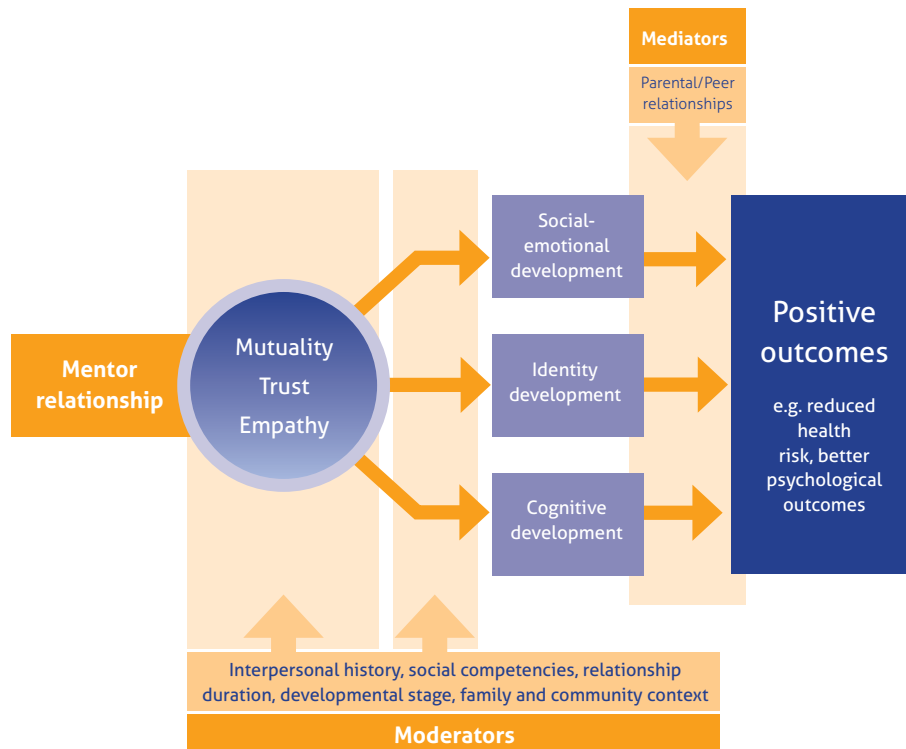 Mediators
Parental/Peer
relationships
Social-
emotional
development
Mentor
relationship
Mutuality
Trust
Empathy
Identity
development
Cognitive
development
Positive
outcomes
e.g. reduced
health
risk, better
psychological
outcomes
Interpersonal history, social competencies, relationship
duration, developmental stage, family and community context
Moderators